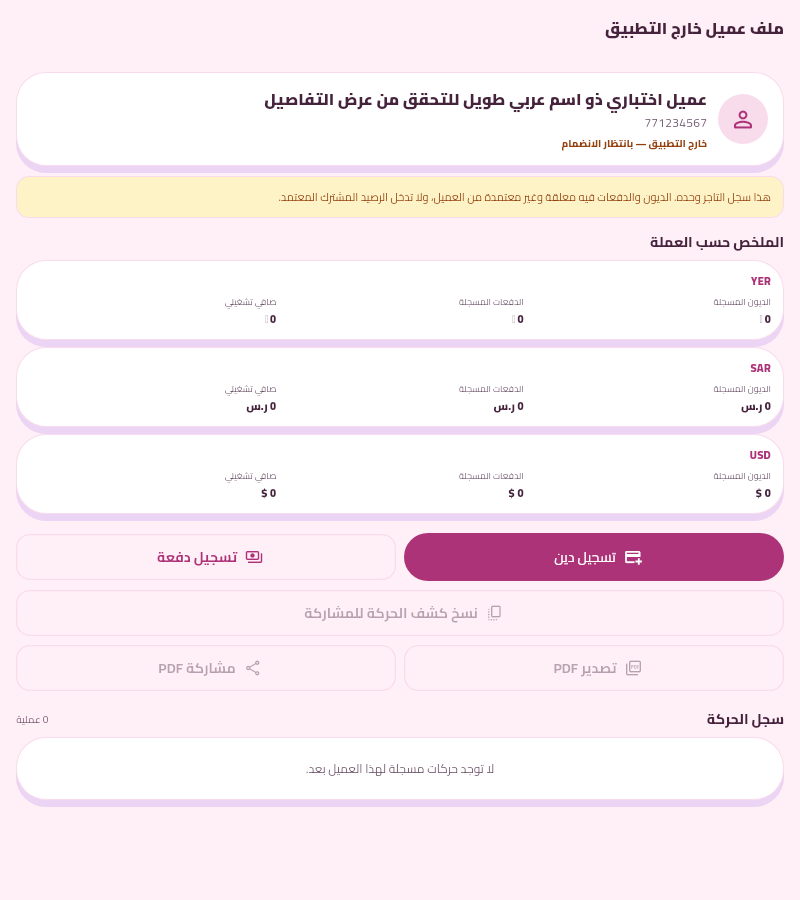 ملف عميل خارج التطبيق
عميل اختباري ذو اسم عربي طويل للتحقق من عرض التفاصيل
771234567
خارج التطبيق — بانتظار الانضمام
هذا سجل التاجر وحده. الديون والدفعات فيه معلقة وغير معتمدة من العميل، ولا تدخل الرصيد المشترك المعتمد.
الملخص حسب العملة
YER
الديون المسجلة الدفعات المسجلة صافي تشغيلي
0 0 0
SAR
الديون المسجلة الدفعات المسجلة صافي تشغيلي
0 ر.س 0 ر.س 0 ر.س
USD
الديون المسجلة الدفعات المسجلة صافي تشغيلي
0 $ 0 $ 0 $
تسجيل دين تسجيل دفعة
نسخ كشف الحركة للمشاركة
تصدير PDF مشاركة PDF
سجل الحركة 0 عملية
لا توجد حركات مسجلة لهذا العميل بعد.